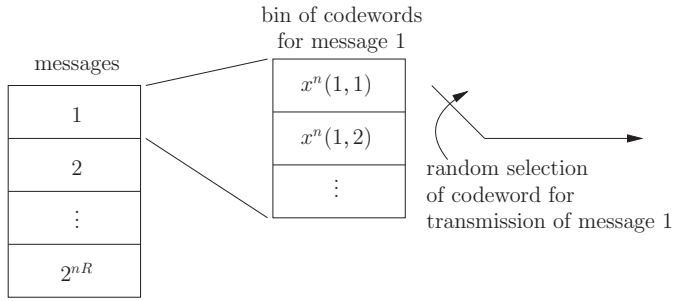 bin of codewords
for message 1
messages
1
2
⋮
2^{nR}
x^n(1, 1)
x^n(1, 2)
⋮
random selection
of codeword for
transmission of message 1